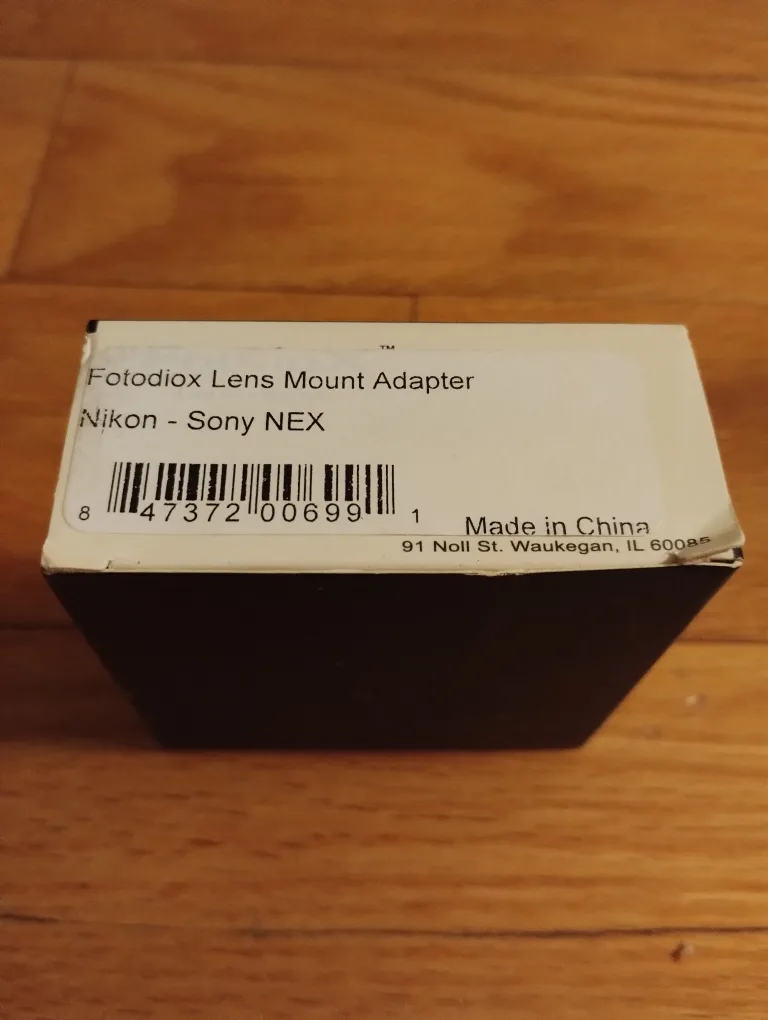 ™
Fotodiox Lens Mount Adapter
Nikon - Sony NEX
8 47372 00699 1
Made in China
91 Noll St. Waukegan, IL 60085